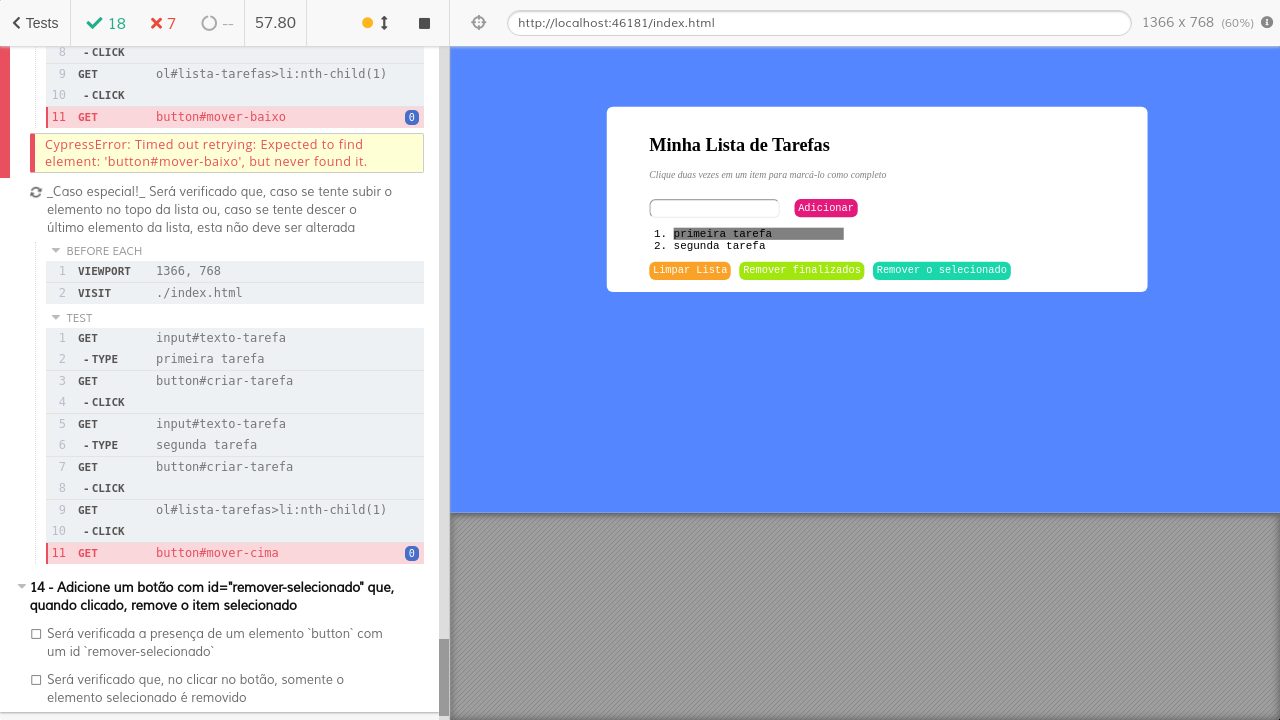 Tests 18 7 -- 57.80
http://localhost:46181/index.html 1366 x 768 (60%)
8 - CLICK
9 GET ol#lista-tarefas>li:nth-child(1)
10 - CLICK
11 GET button#mover-baixo 0
CypressError: Timed out retrying: Expected to find
element: 'button#mover-baixo', but never found it.
_Caso especial!_ Será verificado que, caso se tente subir o
elemento no topo da lista ou, caso se tente descer o
último elemento da lista, esta não deve ser alterada
BEFORE EACH
1 VIEWPORT 1366, 768
2 VISIT ./index.html
TEST
1 GET input#texto-tarefa
2 - TYPE primeira tarefa
3 GET button#criar-tarefa
4 - CLICK
5 GET input#texto-tarefa
6 - TYPE segunda tarefa
7 GET button#criar-tarefa
8 - CLICK
9 GET ol#lista-tarefas>li:nth-child(1)
10 - CLICK
11 GET button#mover-cima 0
14 - Adicione um botão com id="remover-selecionado" que,
quando clicado, remove o item selecionado
Será verificada a presença de um elemento `button` com
um id `remover-selecionado`
Será verificado que, no clicar no botão, somente o
elemento selecionado é removido
Minha Lista de Tarefas
Clique duas vezes em um item para marcá-lo como completo
Adicionar
1. primeira tarefa
2. segunda tarefa
Limpar Lista Remover finalizados Remover o selecionado